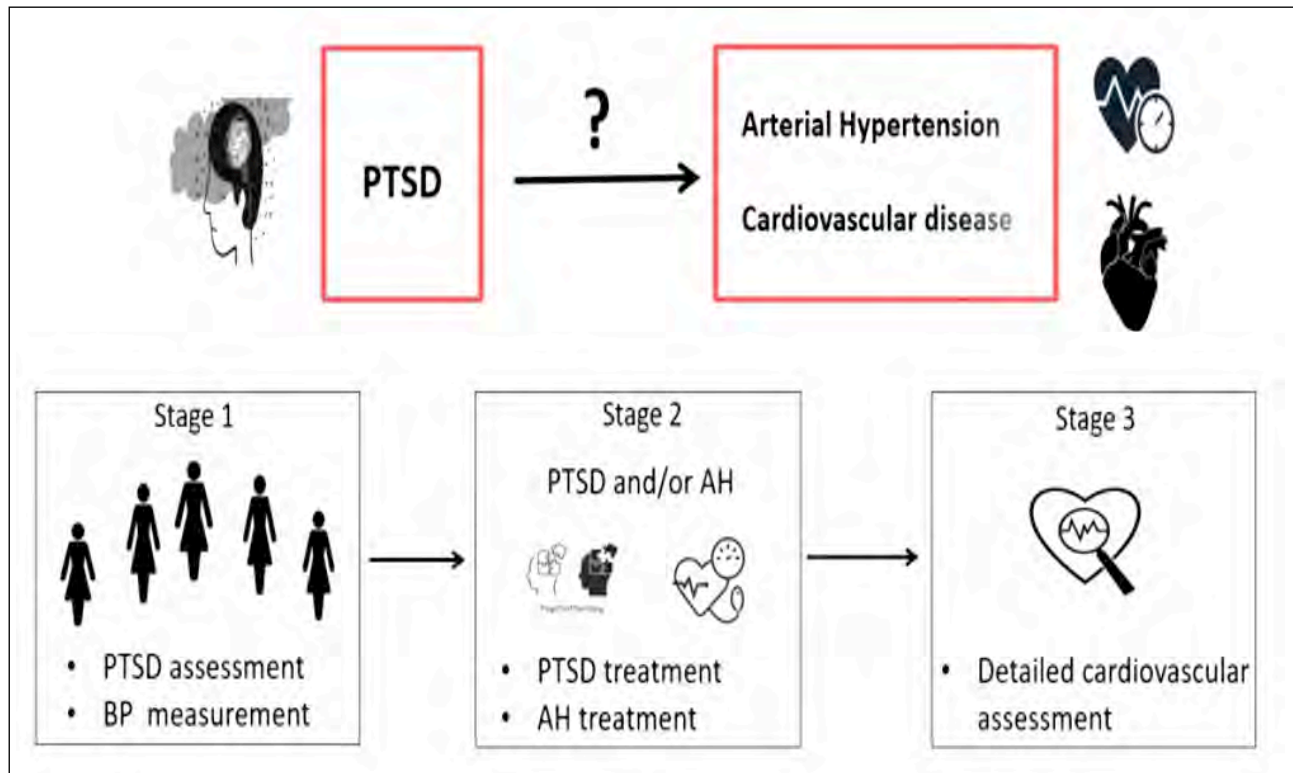 PTSD
?
Arterial Hypertension
Cardiovascular disease
Stage 1
• PTSD assessment
• BP measurement
Stage 2
PTSD and/or AH
• PTSD treatment
• AH treatment
Stage 3
• Detailed cardiovascular
assessment